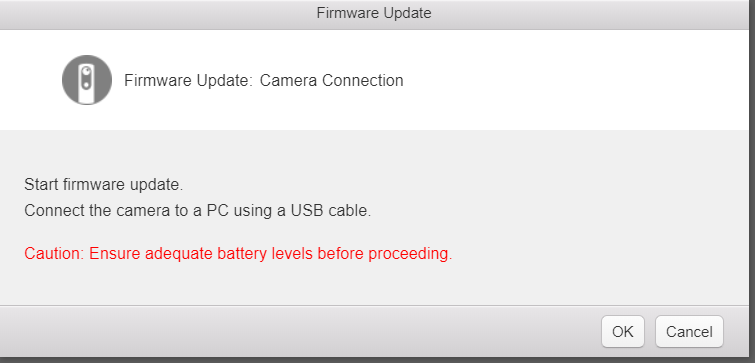 Firmware Update
Firmware Update: Camera Connection
Start firmware update.
Connect the camera to a PC using a USB cable.
Caution: Ensure adequate battery levels before proceeding.
OK Cancel